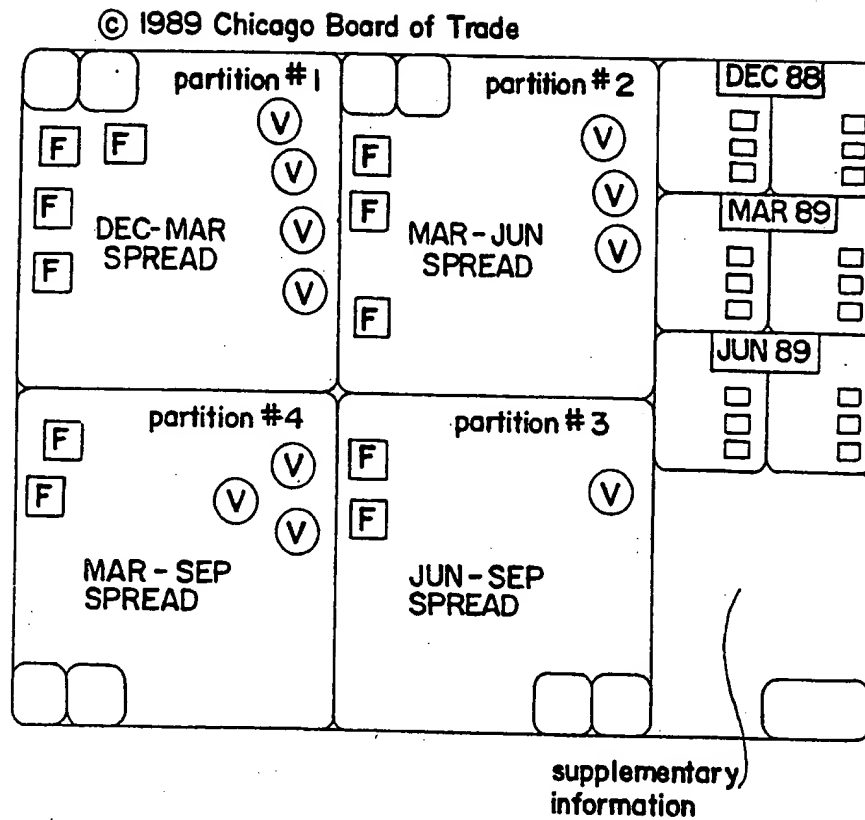 © 1989 Chicago Board of Trade
partition #1
F F
V
V
F
V
DEC-MAR
SPREAD
F
V
partition #2
V
F
V
F
MAR-JUN
SPREAD
V
F
DEC 88
MAR 89
JUN 89
partition #4
F
V
F
V
V
MAR-SEP
SPREAD
partition #3
F
V
F
JUN-SEP
SPREAD
supplementary
information